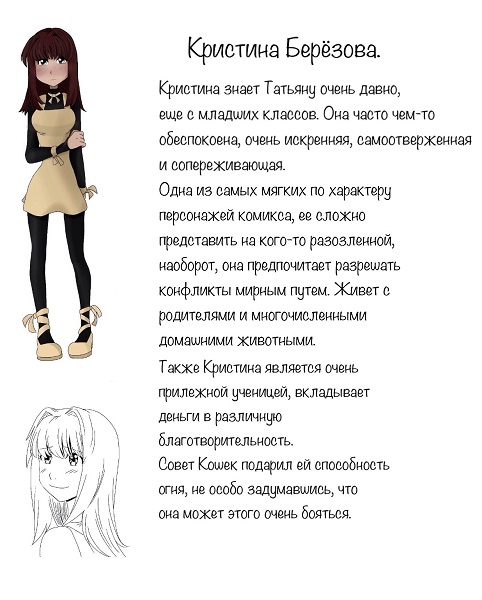 Кристина Берёзова.
Кристина знает Татьяну очень давно,
еще с младших классов. Она часто чем-то
обеспокоена, очень искренняя, самоотверженная
и сопереживающая.
Одна из самых мягких по характеру
персонажей комикса, ее сложно
представить на кого-то разозленной,
наоборот, она предпочитает разрешать
конфликты мирным путем. Живет с
родителями и многочисленными
домашними животными.
Также Кристина является очень
прилежной ученицей, вкладывает
деньги в различную
благотворительность.
Совет Кошек подарил ей способность
огня, не особо задумавшись, что
она может этого очень бояться.